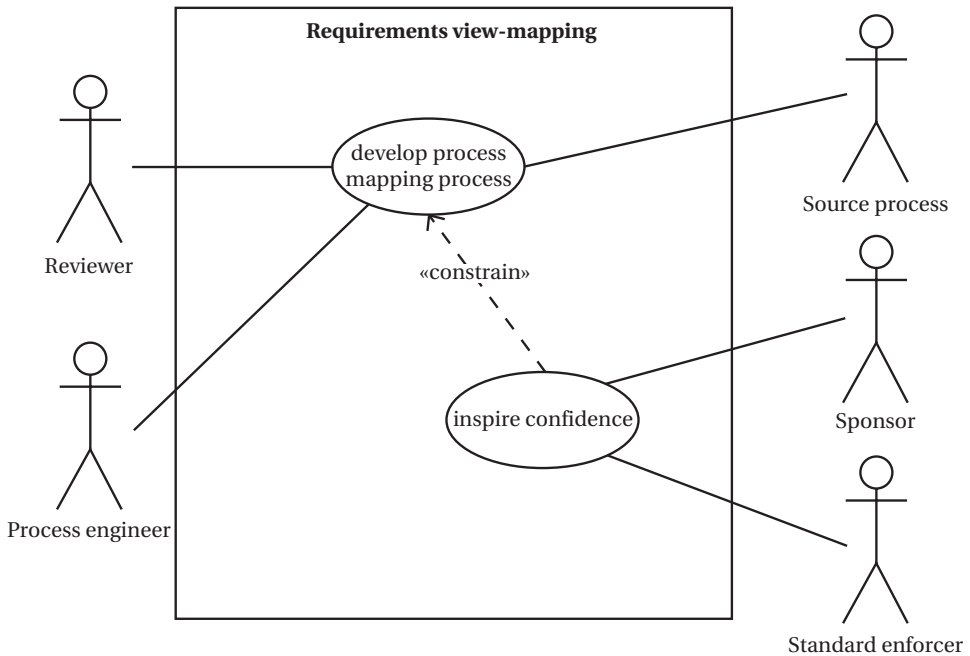 Requirements view-mapping
develop process
mapping process
Source process
Reviewer
«constrain»
inspire confidence
Sponsor
Process engineer
Standard enforcer